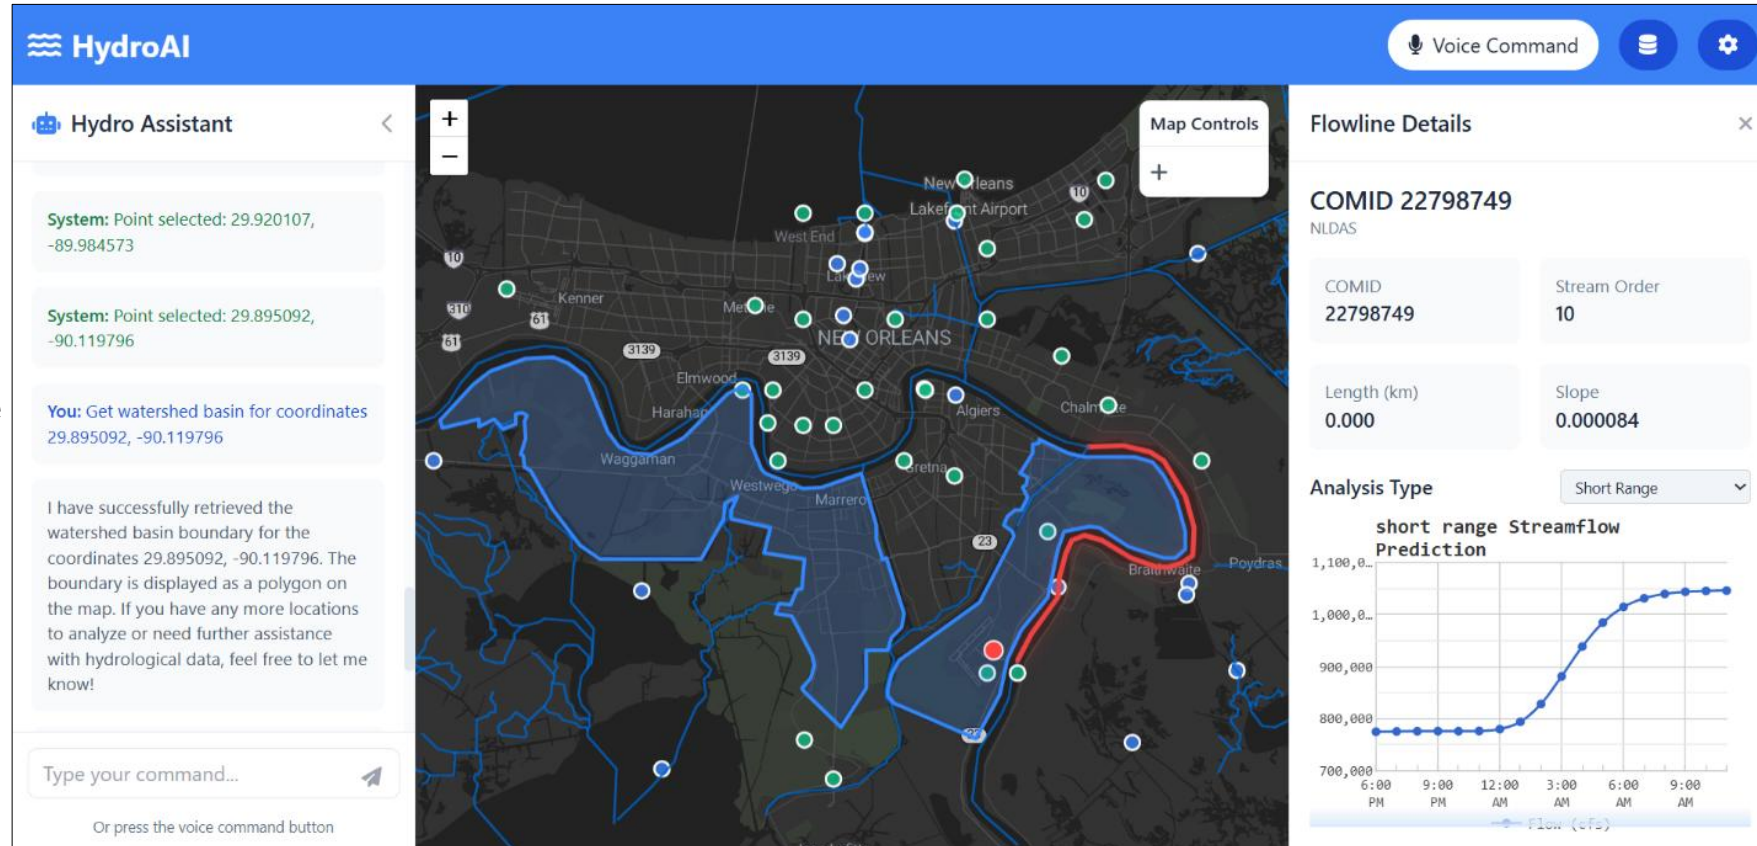 HydroAI
Voice Command
Hydro Assistant
System: Point selected: 29.920107,
-89.984573
System: Point selected: 29.895092,
-90.119796
You: Get watershed basin for coordinates
29.895092, -90.119796
I have successfully retrieved the
watershed basin boundary for the
coordinates 29.895092, -90.119796. The
boundary is displayed as a polygon on
the map. If you have any more locations
to analyze or need further assistance
with hydrological data, feel free to let me
know!
Type your command...
Or press the voice command button
+
−
Map Controls
+
New Orleans
Lakefront Airport
10
West End
10
Kenner
310
61
61
3139
3139
NEW ORLEANS
Elmwood
Harahan
Algiers
Chalmette
Waggaman
Gretna
Westwego
Marrero
23
Braithwaite
Poydras
23
Flowline Details
COMID 22798749
NLDAS
COMID
22798749
Stream Order
10
Length (km)
0.000
Slope
0.000084
Analysis Type
Short Range
short range Streamflow
Prediction
1,100,0…
1,000,0…
900,000
800,000
700,000
6:00 PM
9:00 PM
12:00 AM
3:00 AM
6:00 AM
9:00 AM
Flow (cfs)